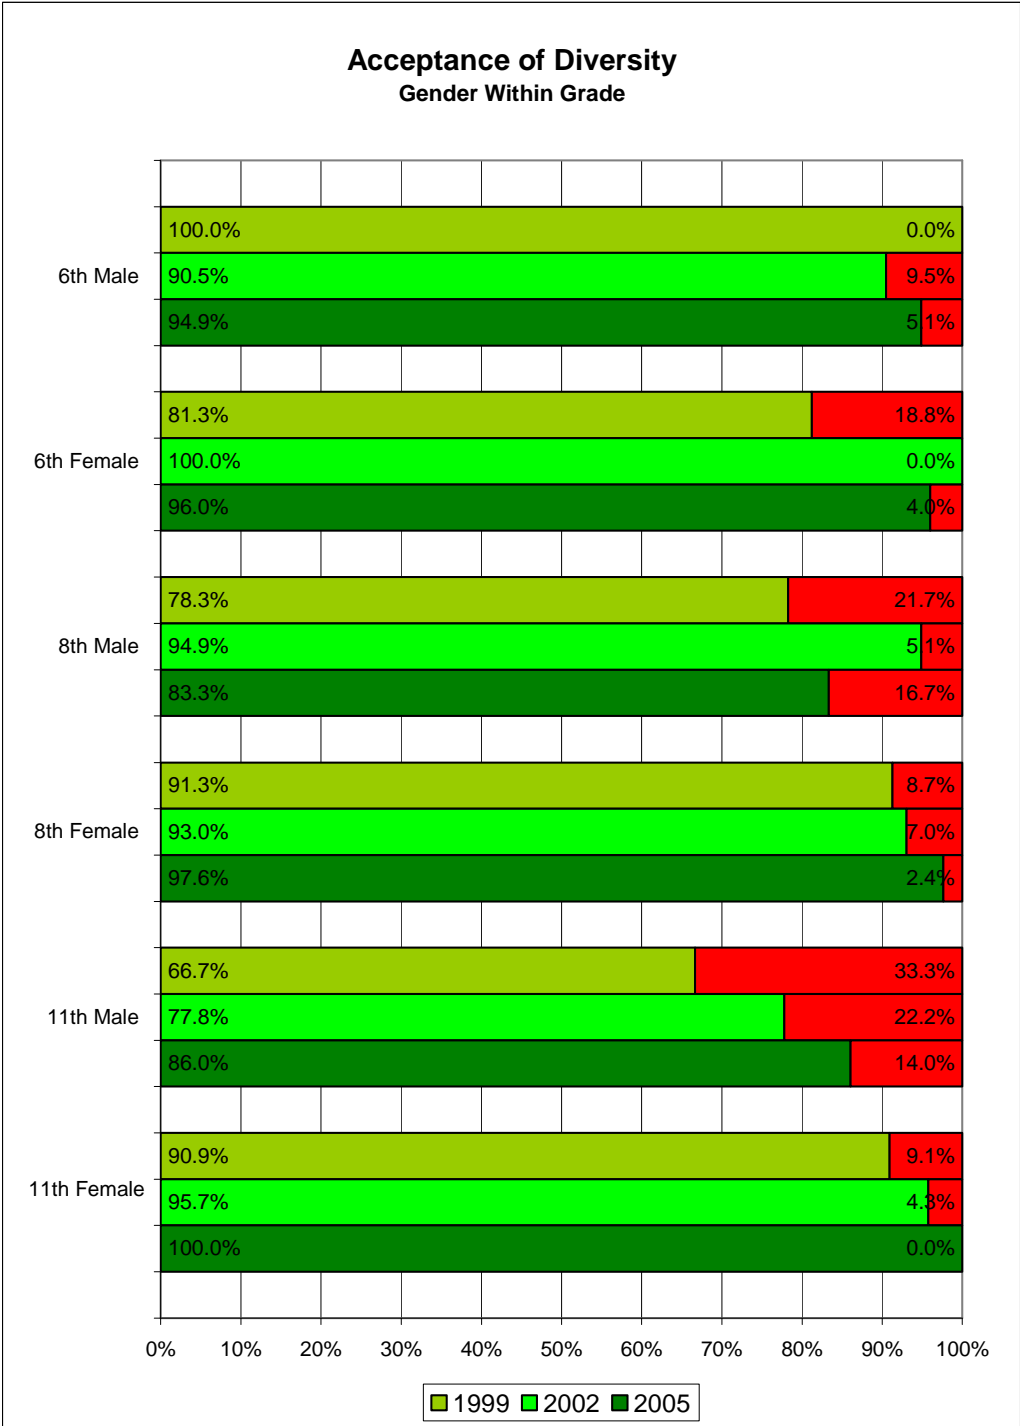 Acceptance of Diversity
Gender Within Grade
100.0% 0.0%
6th Male 90.5% 9.5%
94.9% 5.1%
81.3% 18.8%
6th Female 100.0% 0.0%
96.0% 4.0%
78.3% 21.7%
8th Male 94.9% 5.1%
83.3% 16.7%
91.3% 8.7%
8th Female 93.0% 7.0%
97.6% 2.4%
66.7% 33.3%
11th Male 77.8% 22.2%
86.0% 14.0%
90.9% 9.1%
11th Female 95.7% 4.3%
100.0% 0.0%
0% 10% 20% 30% 40% 50% 60% 70% 80% 90% 100%
1999 2002 2005